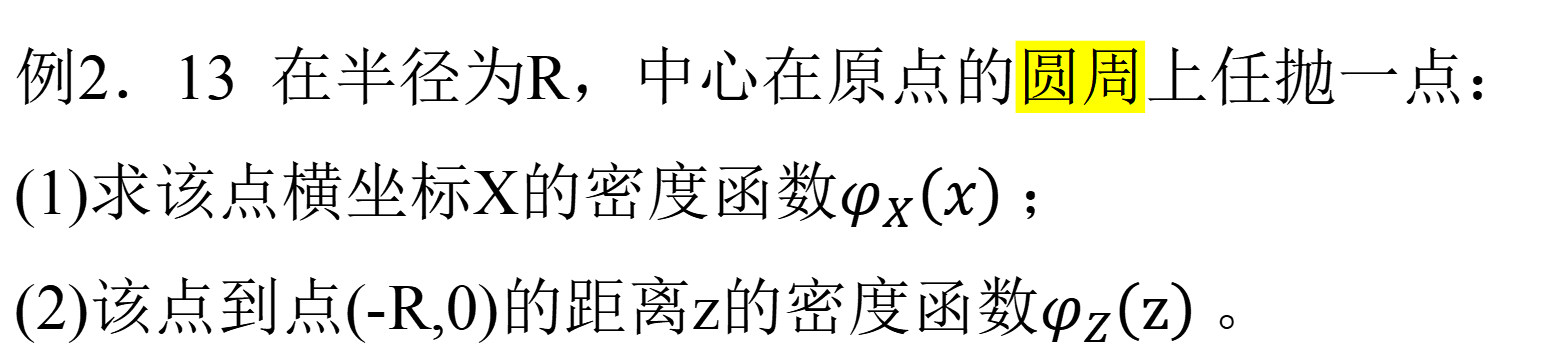 例2．13 在半径为R，中心在原点的圆周上任抛一点：
(1)求该点横坐标X的密度函数φ_X(x)；
(2)该点到点(-R,0)的距离z的密度函数φ_Z(z)。